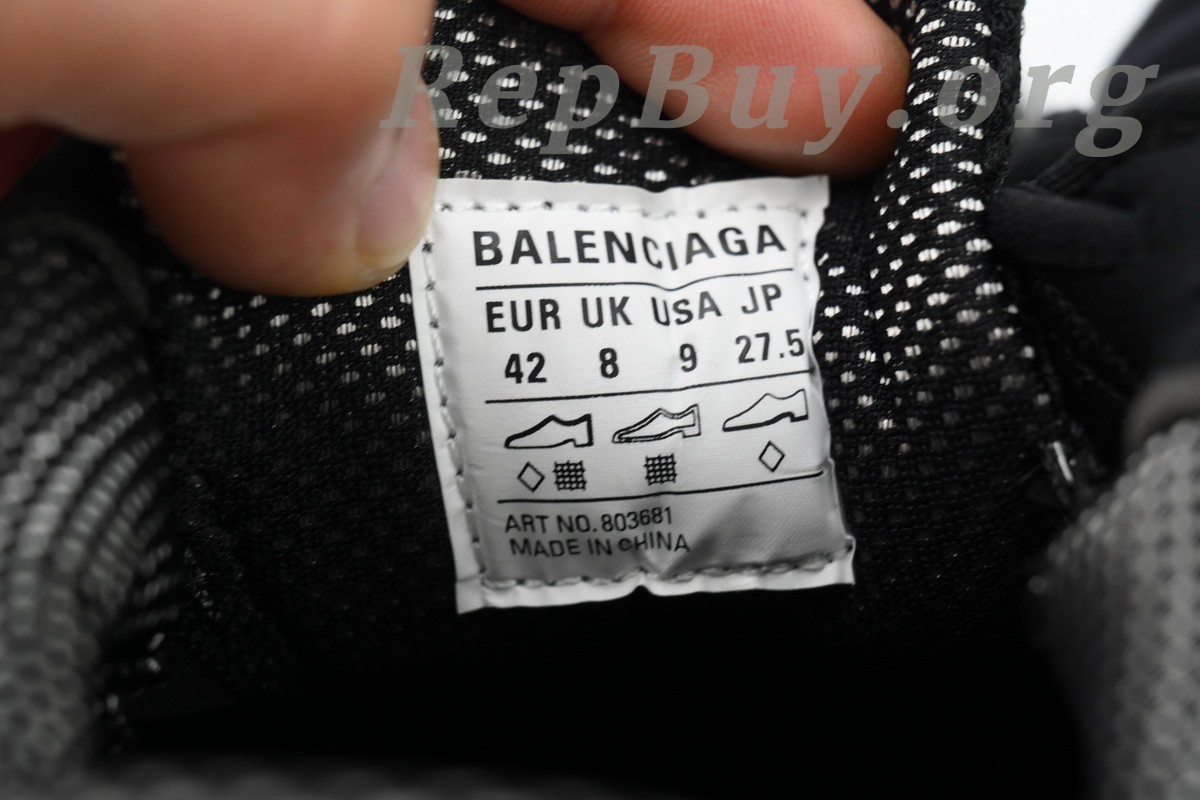 RepBuy.org
BALENCIAGA
EUR UK USA JP
42 8 9 27.5
ART NO. 803681
MADE IN CHINA